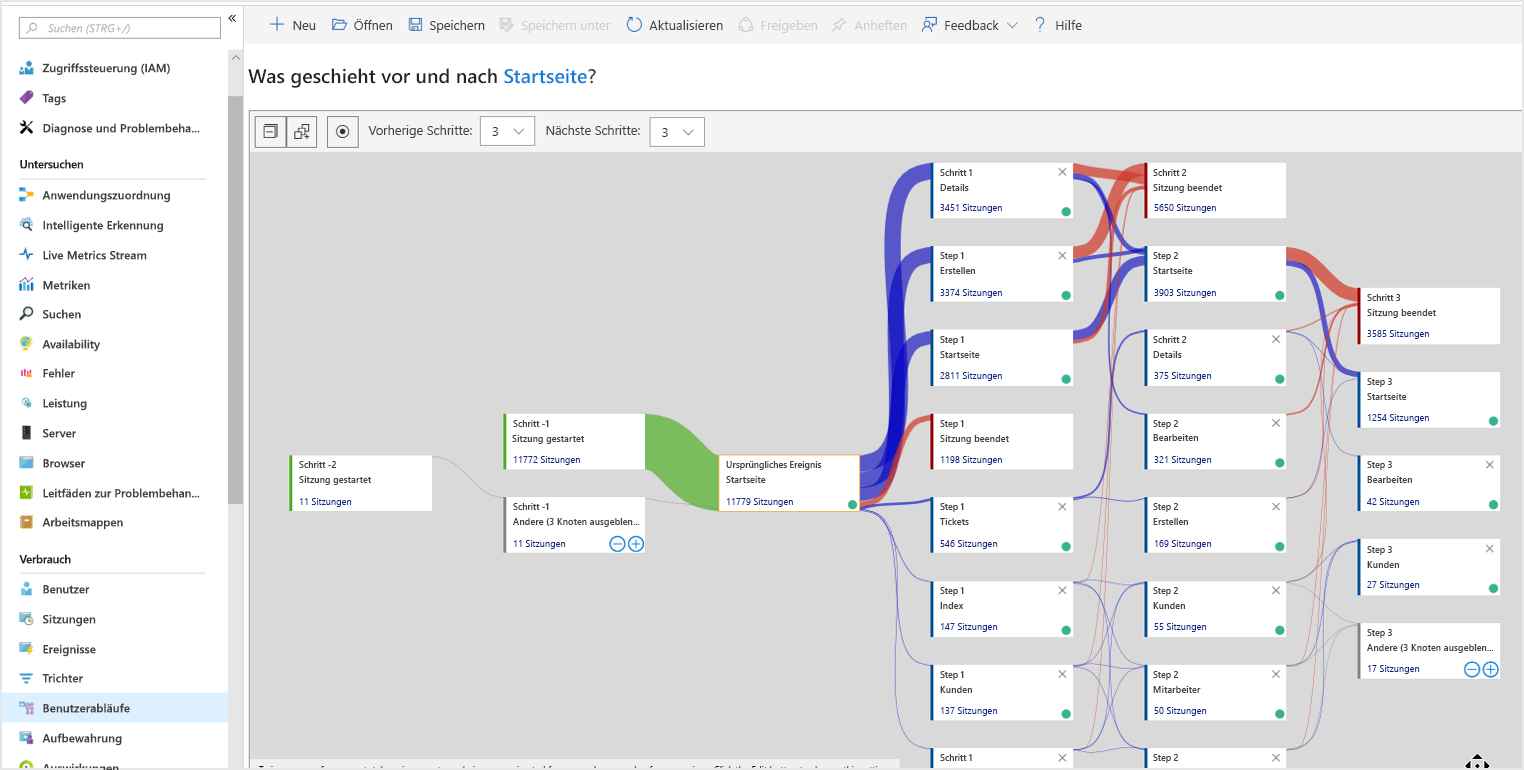 Suchen (STRG+/)
«
Zugriffssteuerung (IAM)
Tags
Diagnose und Problembeha...
Untersuchen
Anwendungszuordnung
Intelligente Erkennung
Live Metrics Stream
Metriken
Suchen
Availability
Fehler
Leistung
Server
Browser
Leitfäden zur Problembehan...
Arbeitsmappen
Verbrauch
Benutzer
Sitzungen
Ereignisse
Trichter
Benutzerabläufe
Aufbewahrung
Auswirkungen
Neu Öffnen Speichern Speichern unter Aktualisieren Freigeben Anheften Feedback ? Hilfe
Was geschieht vor und nach Startseite?
Vorherige Schritte: 3 Nächste Schritte: 3
Schritt -2
Sitzung gestartet
11 Sitzungen
Schritt -1
Sitzung gestartet
11772 Sitzungen
Schritt -1
Andere (3 Knoten ausgeblen...
11 Sitzungen
Ursprüngliches Ereignis
Startseite
11779 Sitzungen
Schritt 1
Details
3451 Sitzungen
Step 1
Erstellen
3374 Sitzungen
Step 1
Startseite
2811 Sitzungen
Step 1
Sitzung beendet
1198 Sitzungen
Step 1
Tickets
546 Sitzungen
Step 1
Index
147 Sitzungen
Step 1
Kunden
137 Sitzungen
Schritt 1
Schritt 2
Sitzung beendet
5650 Sitzungen
Step 2
Startseite
3903 Sitzungen
Schritt 2
Details
375 Sitzungen
Step 2
Bearbeiten
321 Sitzungen
Step 2
Erstellen
169 Sitzungen
Step 2
Kunden
55 Sitzungen
Step 2
Mitarbeiter
50 Sitzungen
Step 2
Schritt 3
Sitzung beendet
3585 Sitzungen
Step 3
Startseite
1254 Sitzungen
Step 3
Bearbeiten
42 Sitzungen
Step 3
Kunden
27 Sitzungen
Step 3
Andere (3 Knoten ausgeblen...
17 Sitzungen